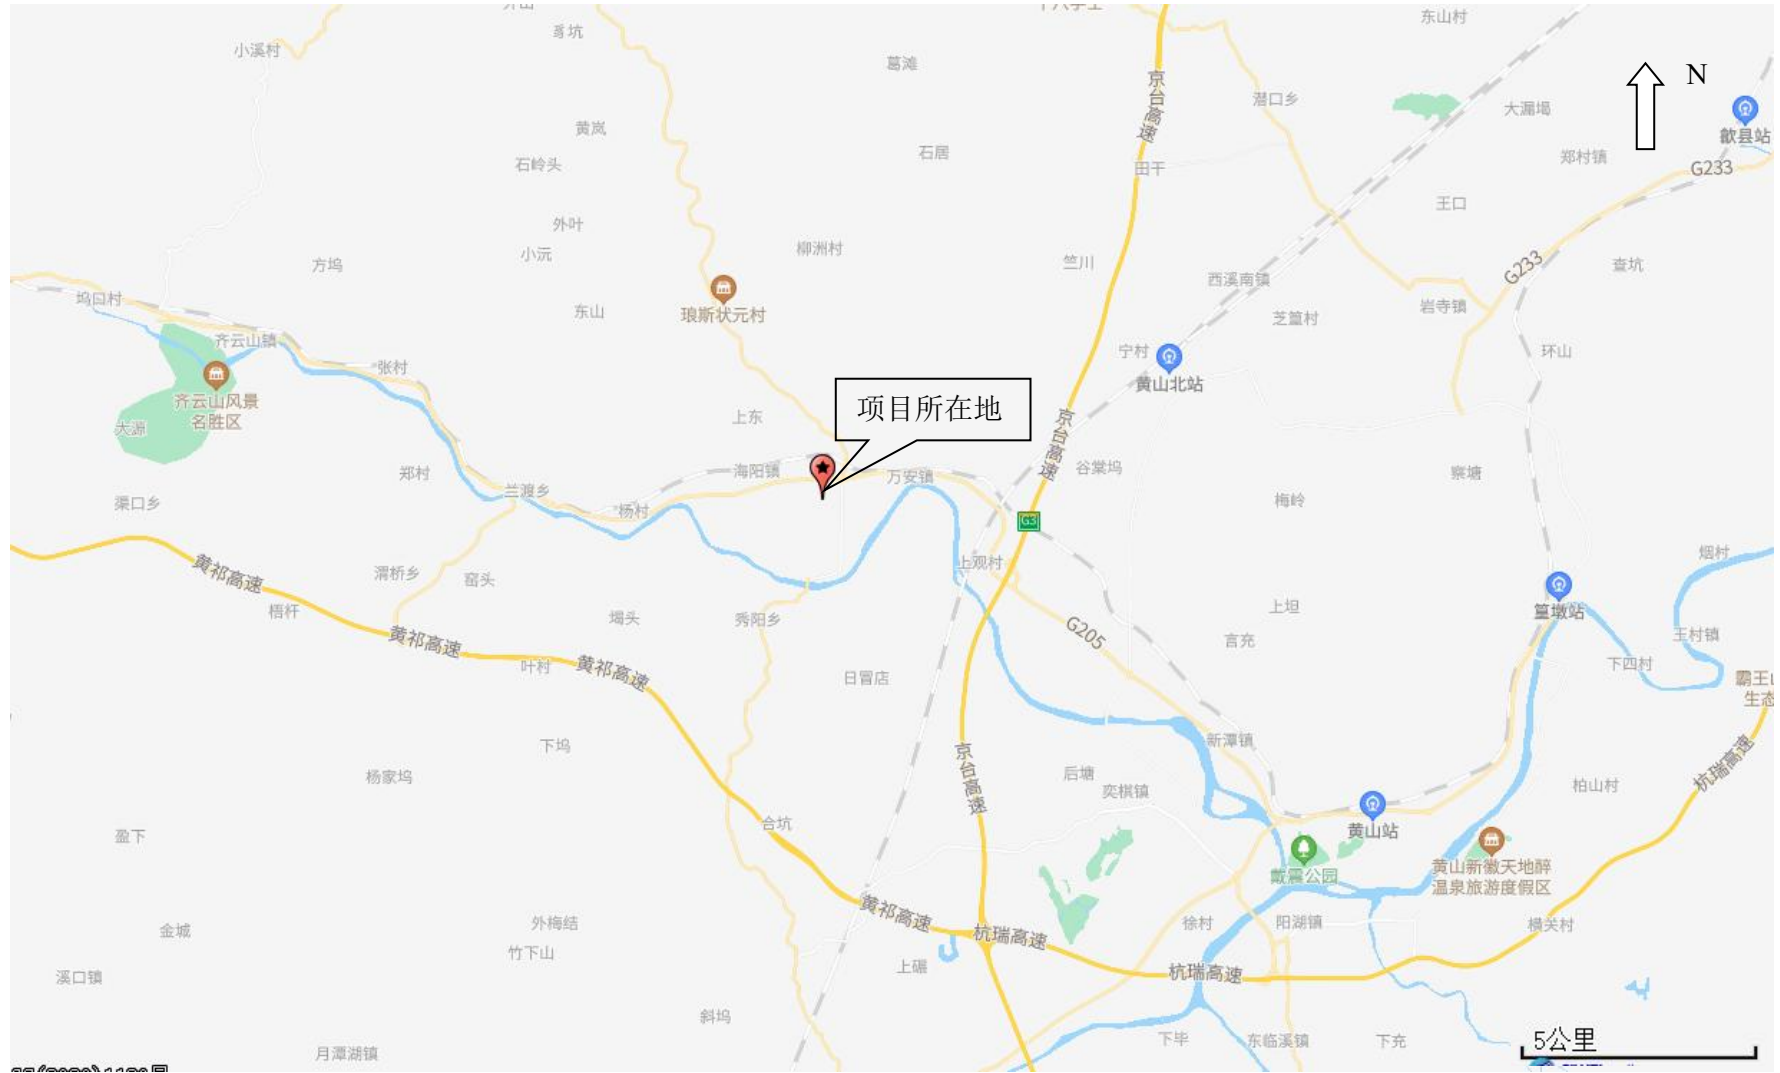 东山村
小溪村
豸坑
葛滩
N
京台高速
潜口乡
大漏堨
歙县站
黄岚
石居
石岭头
田干
郑村镇
G233
王口
外叶
小沅
柳洲村
竺川
方坞
西溪南镇
G233
查坑
坞口村
东山
琅斯状元村
芝篁村
岩寺镇
齐云山镇
张村
宁村
黄山北站
环山
齐云山风景
名胜区
大源
上东
项目所在地
京台高速
郑村
海阳镇
万安镇
谷棠坞
察塘
渠口乡
兰渡乡
杨村
梅岭
G3
黄祁高速
渭桥乡
窑头
上观村
烟村
梧杆
堨头
秀阳乡
上坦
篁墩站
黄祁高速
G205
言充
王村镇
叶村
黄祁高速
日冒店
下四村
霸王山
生态
下坞
新潭镇
杨家坞
京台高速
后塘
奕棋镇
杭瑞高速
柏山村
盈下
合坑
黄山站
戴震公园
黄山新徽天地醉
温泉旅游度假区
金城
外梅结
黄祁高速
杭瑞高速
徐村
阳湖镇
横关村
竹下山
溪口镇
上碾
杭瑞高速
斜坞
月潭湖镇
下毕
东临溪镇
下充
5公里